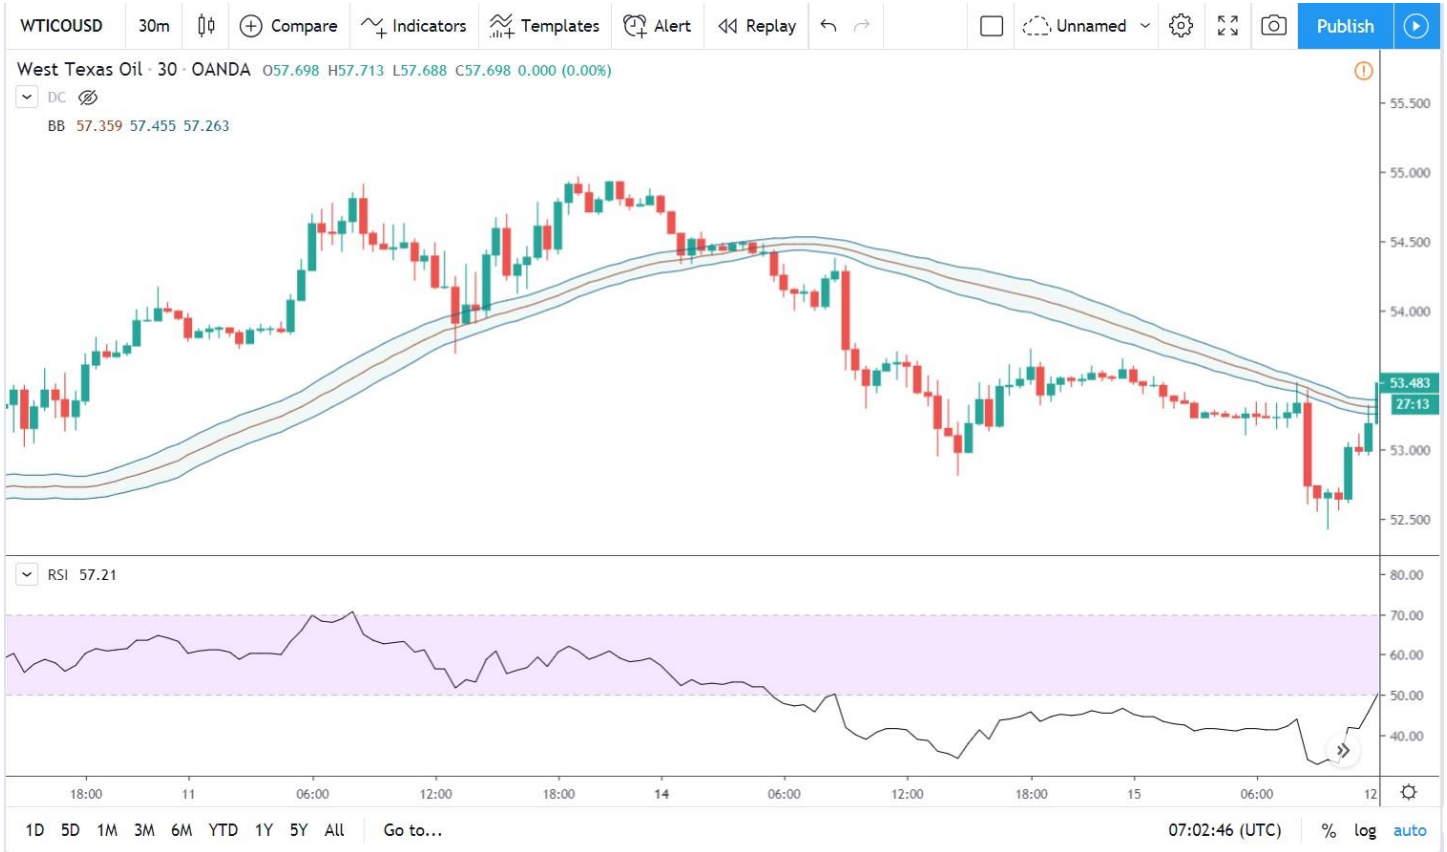 WTICOUSD 30m Compare Indicators Templates Alert Replay Unnamed Publish
West Texas Oil · 30 · OANDA O57.698 H57.713 L57.688 C57.698 0.000 (0.00%)
DC
BB 57.359 57.455 57.263
55.500
55.000
54.500
54.000
53.483
27:13
53.000
52.500
RSI 57.21
80.00
70.00
60.00
50.00
40.00
18:00 11 06:00 12:00 18:00 14 06:00 12:00 18:00 15 06:00 12
1D 5D 1M 3M 6M YTD 1Y 5Y All Go to... 07:02:46 (UTC) % log auto